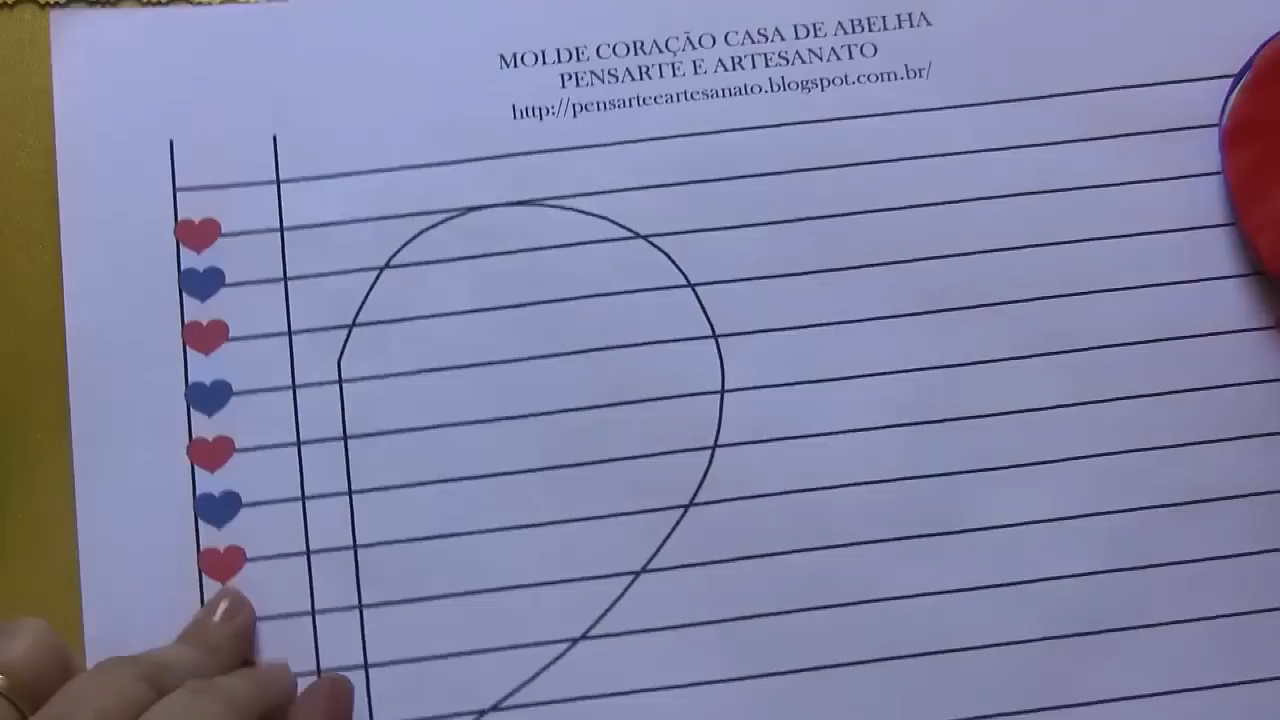 MOLDE CORAÇÃO CASA DE ABELHA
PENSARTE E ARTESANATO
http://pensarteeartesanato.blogspot.com.br/